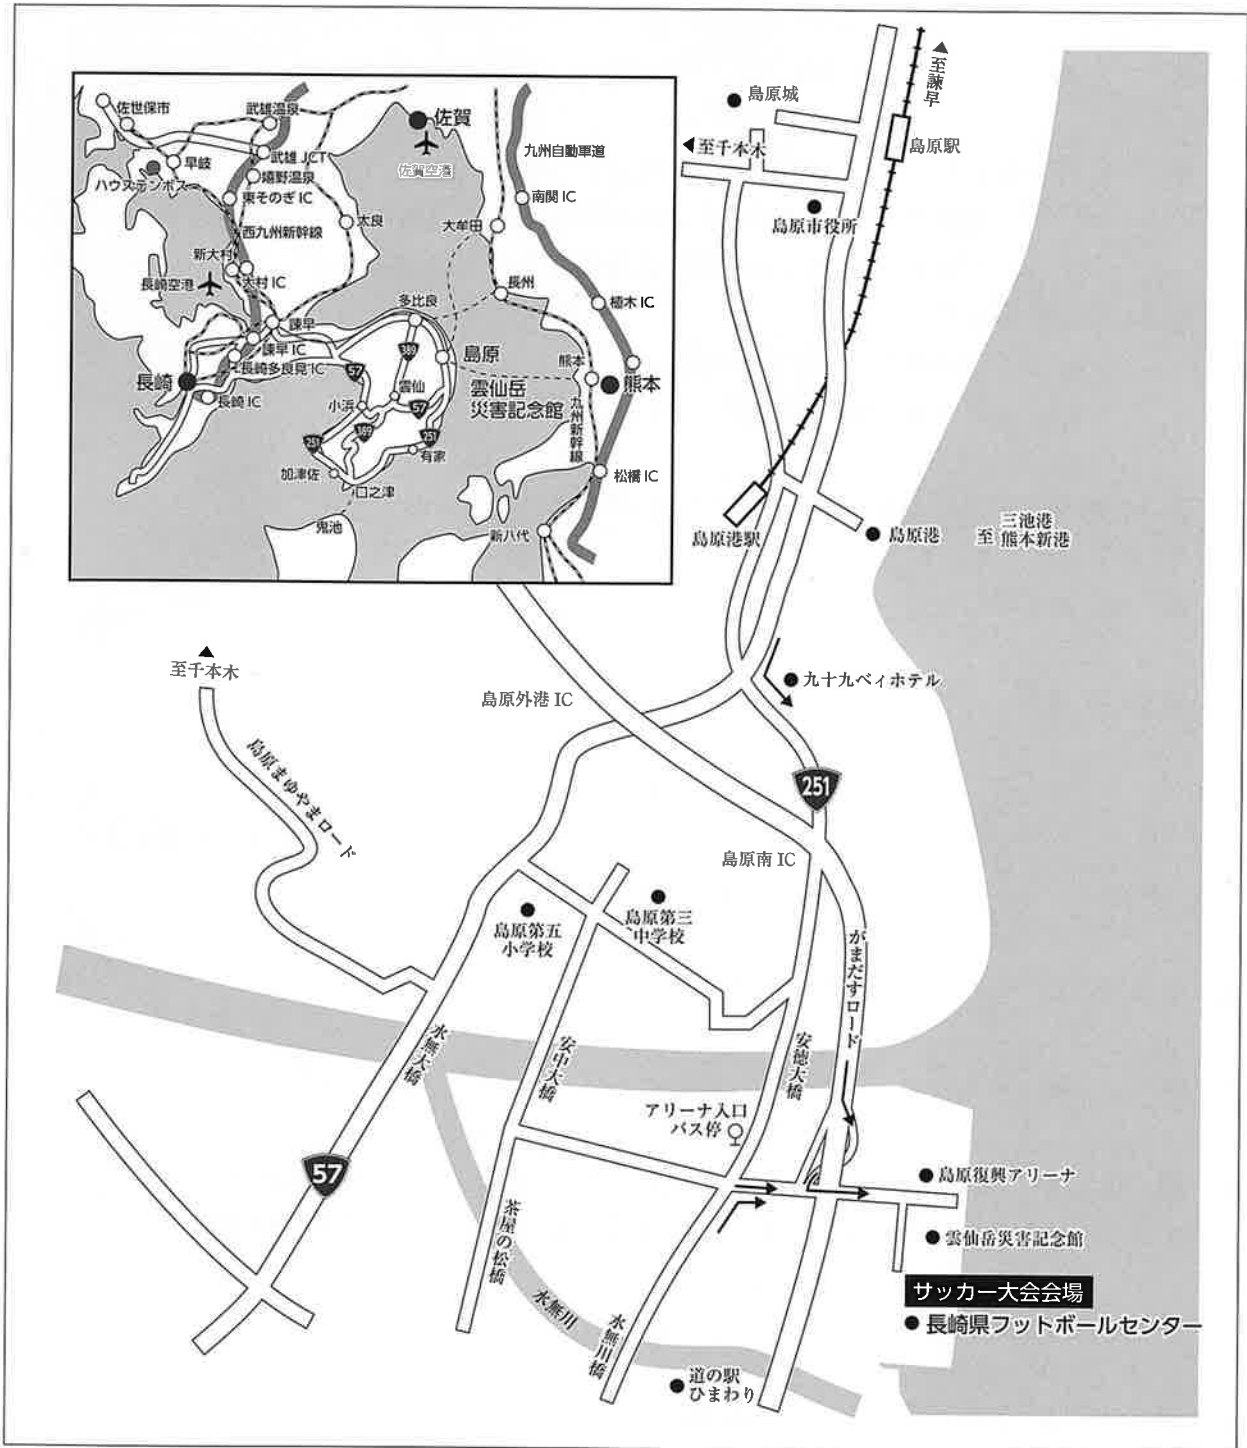 佐世保市
武雄温泉
佐賀
早岐
武雄 JCT
佐賀空港
九州自動車道
ハウステンボス
嬉野温泉
東そのぎ IC
南関 IC
西九州新幹線
太良
大牟田
新大村
長崎空港
大村 IC
長州
植木 IC
多比良
諫早
諫早 IC
島原
長崎多良見 IC
389
57
熊本
熊本
長崎
雲仙
雲仙岳
災害記念館
長崎 IC
小浜
57
九州新幹線
251
389
251
有家
加津佐
松橋 IC
口之津
鬼池
新八代
至諫早
島原城
島原駅
至千本木
島原市役所
島原港駅
島原港
至
三池港
熊本新港
至千本木
九十九ベィホテル
島原外港 IC
島原まゆやまロード
251
島原南 IC
島原第五
小学校
島原第三
中学校
がまだすロード
水無大橋
安中大橋
安徳大橋
アリーナ入口
バス停
57
島原復興アリーナ
茶屋の松橋
雲仙岳災害記念館
サッカー大会会場
長崎県フットボールセンター
水無川
水無川橋
道の駅
ひまわり